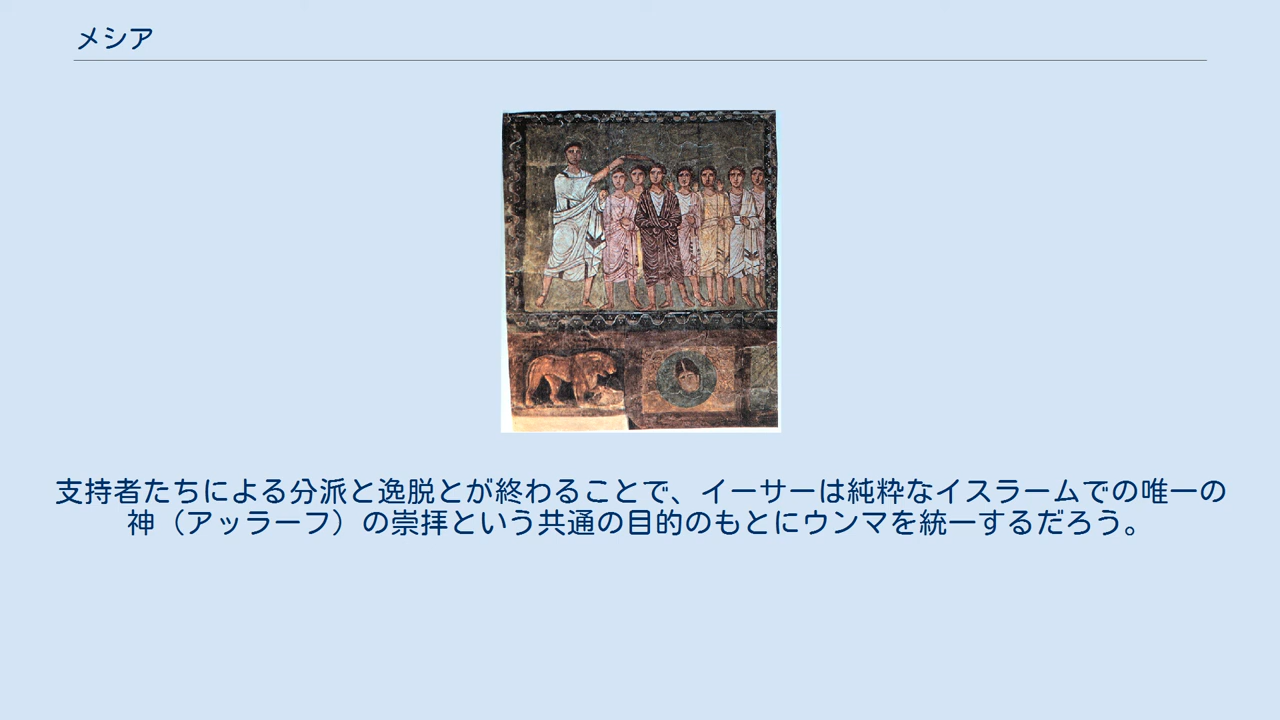 メシア
支持者たちによる分派と逸脱とが終わることで、イーサーは純粋なイスラームでの唯一の
神（アッラーフ）の崇拝という共通の目的のもとにウンマを統一するだろう。